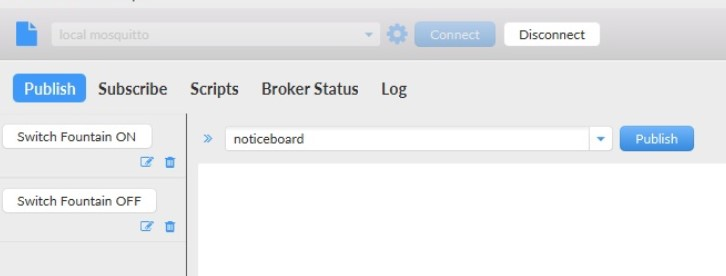 local mosquitto Connect Disconnect
Publish Subscribe Scripts Broker Status Log
Switch Fountain ON
noticeboard Publish
Switch Fountain OFF